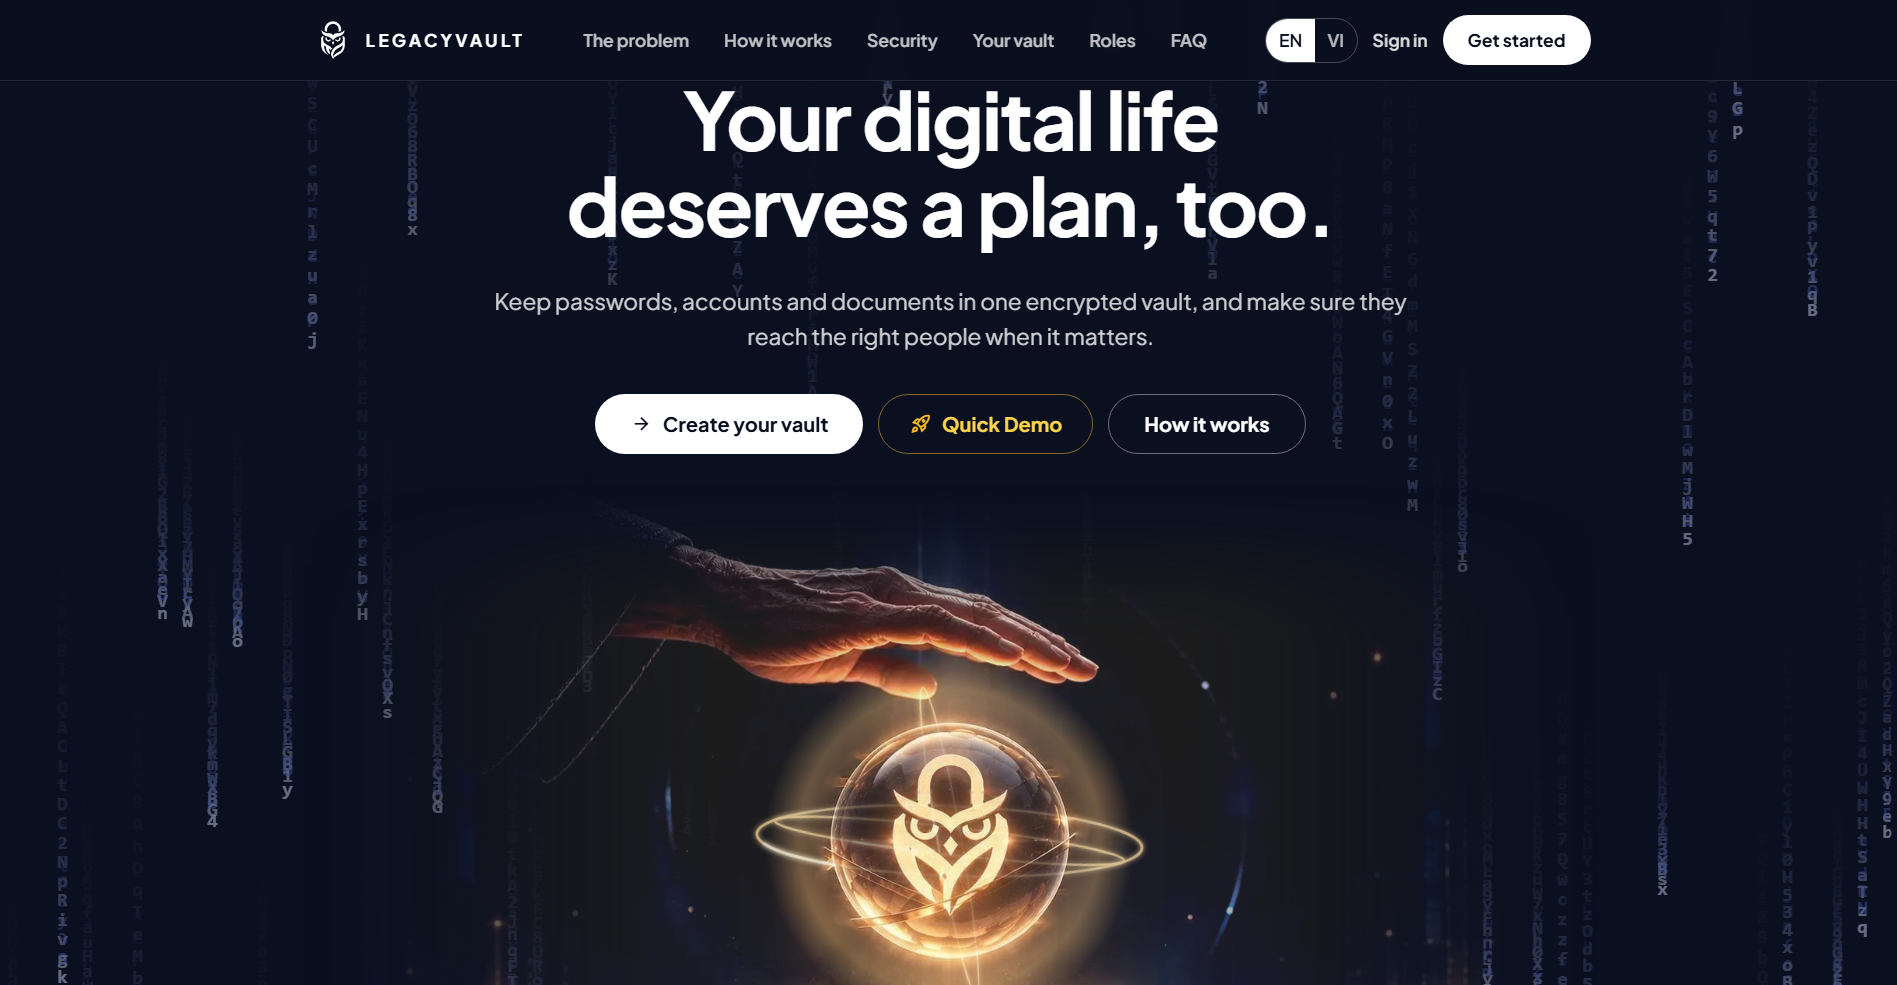 LEGACYVAULT
The problem
How it works
Security
Your vault
Roles
FAQ
EN
VI
Sign in
Get started
Your digital life
deserves a plan, too.
Keep passwords, accounts and documents in one encrypted vault, and make sure they
reach the right people when it matters.
Create your vault
Quick Demo
How it works